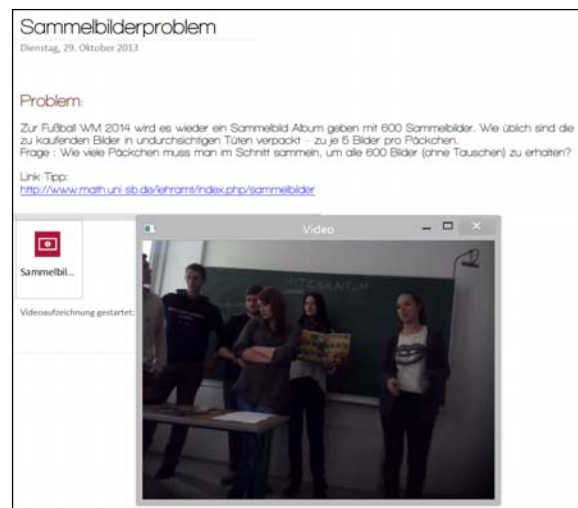 Sammelbilderproblem
Dienstag, 29. Oktober 2013
Problem:
Zur Fußball WM 2014 wird es wieder ein Sammelbild Album geben mit 600 Sammelbilder. Wie üblich sind die
zu kaufenden Bilder in undurchsichtigen Tüten verpackt – zu je 5 Bilder pro Päckchen.
Frage : Wie viele Päckchen muss man im Schnitt sammeln, um alle 600 Bilder (ohne Tauschen) zu erhalten?
Link-Tipp:
http://www.math.uni-sb.de/lehramt/index.php/sammelbilder
Video
Sammelbil...
Videoaufzeichnung gestartet: